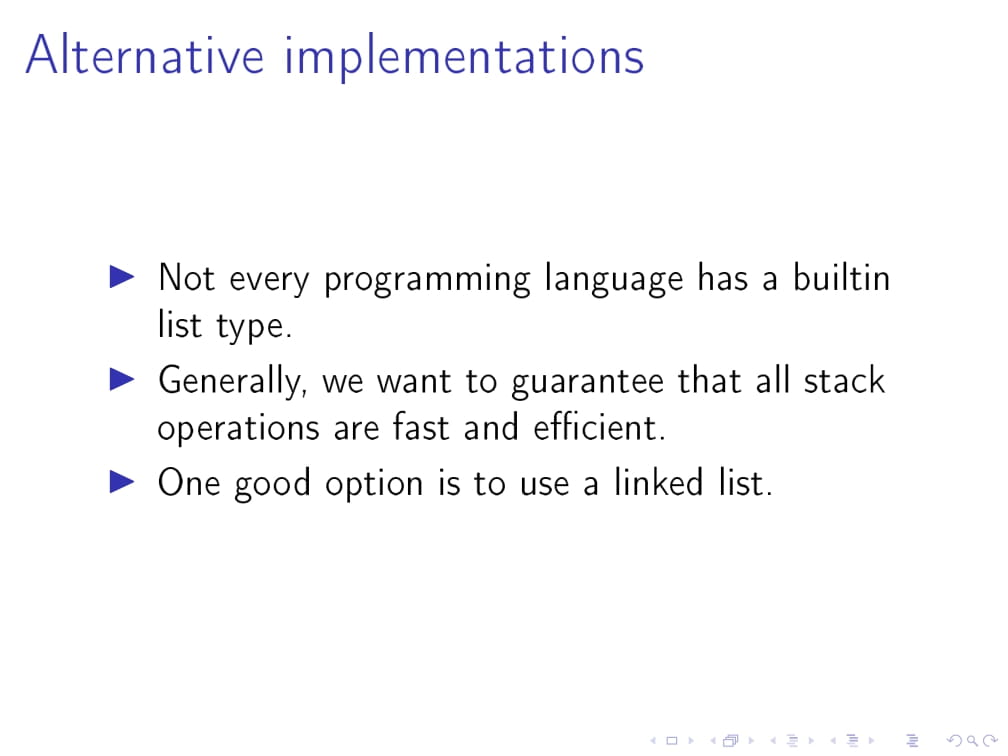 Alternative implementations
Not every programming language has a builtin
list type.
Generally, we want to guarantee that all stack
operations are fast and efficient.
One good option is to use a linked list.